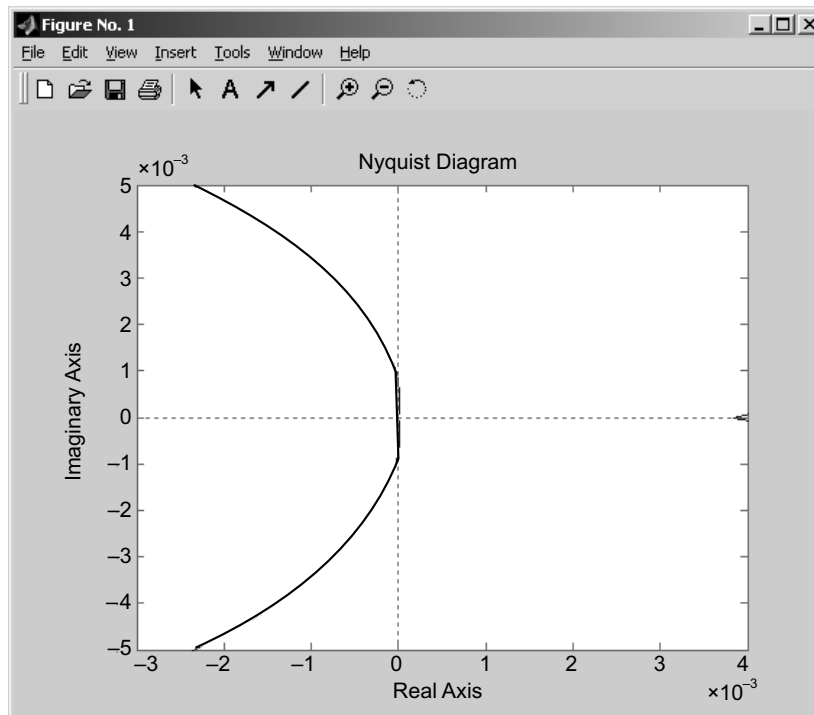 Figure No. 1
File Edit View Insert Tools Window Help
A
×10⁻³
Nyquist Diagram
5
4
3
2
1
0
–1
–2
–3
–4
–5
Imaginary Axis
–3 –2 –1 0 1 2 3 4
Real Axis
×10⁻³